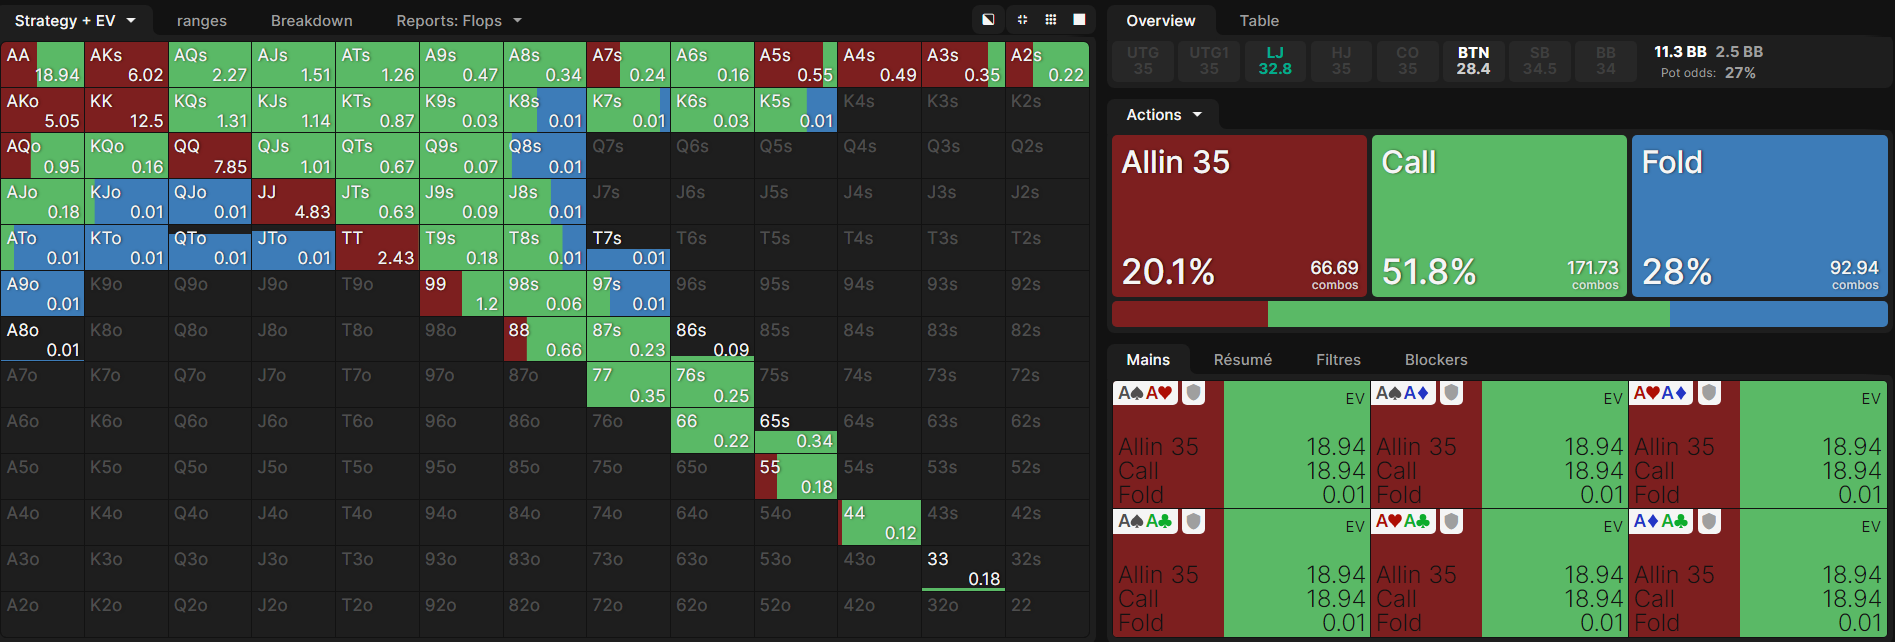 Strategy + EV ranges Breakdown Reports: Flops
Overview Table
UTG UTG1 LJ HJ CO BTN SB BB 11.3 BB 2.5 BB
35 35 32.8 35 35 28.4 34.5 34 Pot odds: 27%
AA AKs AQs AJs ATs A9s A8s A7s A6s A5s A4s A3s A2s
18.94 6.02 2.27 1.51 1.26 0.47 0.34 0.24 0.16 0.55 0.49 0.35 0.22
AKo KK KQs KJs KTs K9s K8s K7s K6s K5s K4s K3s K2s
5.05 12.5 1.31 1.14 0.87 0.03 0.01 0.01 0.03 0.01
AQo KQo QQ QJs QTs Q9s Q8s Q7s Q6s Q5s Q4s Q3s Q2s
0.95 0.16 7.85 1.01 0.67 0.07 0.01
AJo KJo QJo JJ JTs J9s J8s J7s J6s J5s J4s J3s J2s
0.18 0.01 0.01 4.83 0.63 0.09 0.01
ATo KTo QTo JTo TT T9s T8s T7s T6s T5s T4s T3s T2s
0.01 0.01 0.01 0.01 2.43 0.18 0.01 0.01
A9o K9o Q9o J9o T9o 99 98s 97s 96s 95s 94s 93s 92s
0.01 1.2 0.06 0.01
A8o K8o Q8o J8o T8o 98o 88 87s 86s 85s 84s 83s 82s
0.01 0.66 0.23 0.09
A7o K7o Q7o J7o T7o 97o 87o 77 76s 75s 74s 73s 72s
0.35 0.25
A6o K6o Q6o J6o T6o 96o 86o 76o 66 65s 64s 63s 62s
0.22 0.34
A5o K5o Q5o J5o T5o 95o 85o 75o 65o 55 54s 53s 52s
0.18
A4o K4o Q4o J4o T4o 94o 84o 74o 64o 54o 44 43s 42s
0.12
A3o K3o Q3o J3o T3o 93o 83o 73o 63o 53o 43o 33 32s
0.18
A2o K2o Q2o J2o T2o 92o 82o 72o 62o 52o 42o 32o 22
Actions
Allin 35 Call Fold
20.1% 66.69 51.8% 171.73 28% 92.94
combos combos combos
Mains Résumé Filtres Blockers
A♠A♥ EV A♠A♦ EV A♥A♦ EV
Allin 35 18.94 Allin 35 18.94 Allin 35 18.94
Call 18.94 Call 18.94 Call 18.94
Fold 0.01 Fold 0.01 Fold 0.01
A♠A♣ EV A♥A♣ EV A♦A♣ EV
Allin 35 18.94 Allin 35 18.94 Allin 35 18.94
Call 18.94 Call 18.94 Call 18.94
Fold 0.01 Fold 0.01 Fold 0.01